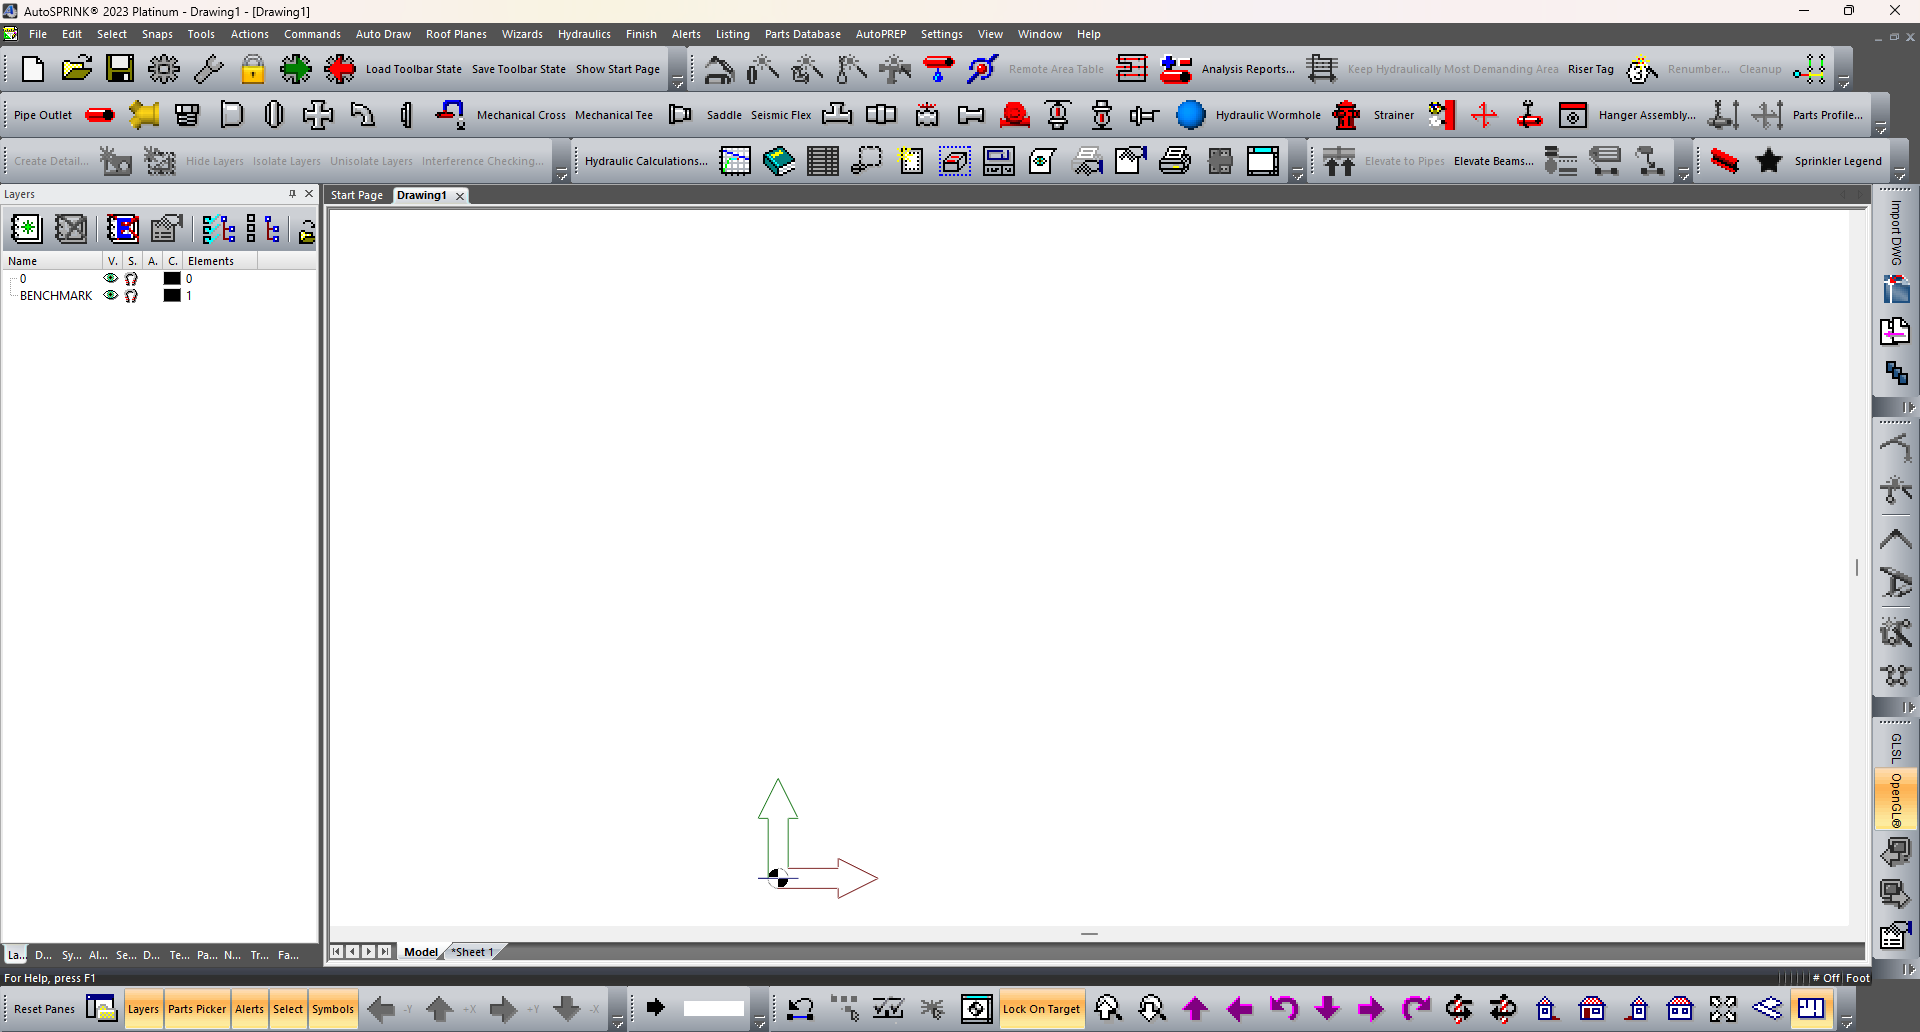 AutoSPRINK® 2023 Platinum - Drawing1 - [Drawing1]
File Edit Select Snaps Tools Actions Commands Auto Draw Roof Planes Wizards Hydraulics Finish Alerts Listing Parts Database AutoPREP Settings View Window Help
Load Toolbar State Save Toolbar State Show Start Page Remote Area Table Analysis Reports... Keep Hydraulically Most Demanding Area Riser Tag Renumber... Cleanup
Pipe Outlet Mechanical Cross Mechanical Tee Saddle Seismic Flex Hydraulic Wormhole Strainer Hanger Assembly... Parts Profile...
Create Detail... Hide Layers Isolate Layers Unisolate Layers Interference Checking... Hydraulic Calculations... Elevate to Pipes Elevate Beams... Sprinkler Legend
Layers
Start Page Drawing1
Import DWG
Name V. S. A. C. Elements
0 0
BENCHMARK 1
GLSL
OpenGL®
Model *Sheet 1
La... D... Sy... Al... Se... D... Te... Pa... N... Tr... Fa...
For Help, press F1
# Off Foot
Reset Panes Layers Parts Picker Alerts Select Symbols -Y +X +Y -X Lock On Target